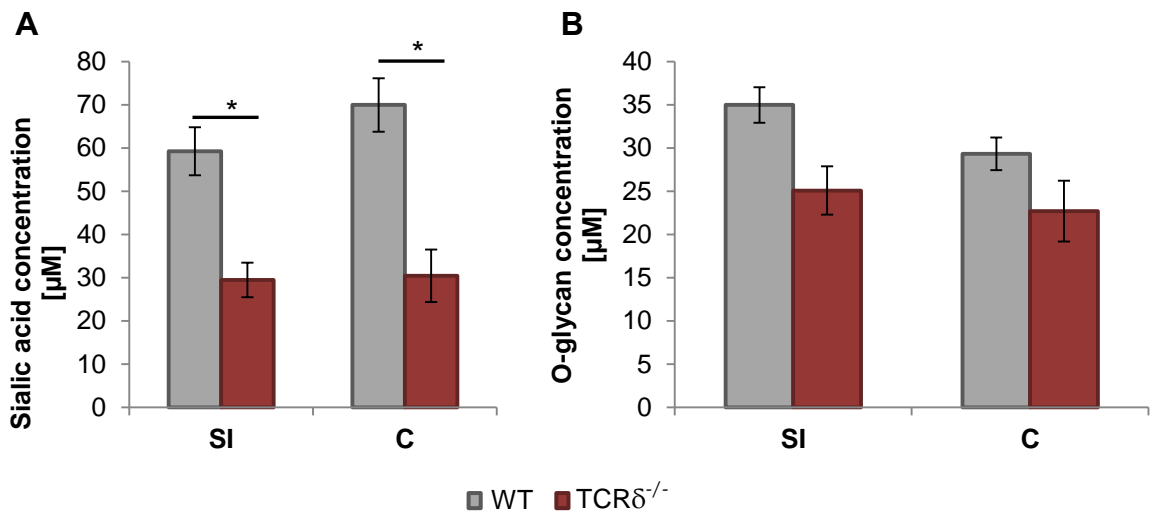 A
Sialic acid concentration
[µM]
80
70
60
50
40
30
20
10
0
*
*
SI
C
B
O-glycan concentration
[µM]
40
35
30
25
20
15
10
5
0
SI
C
WT
TCRδ-/-